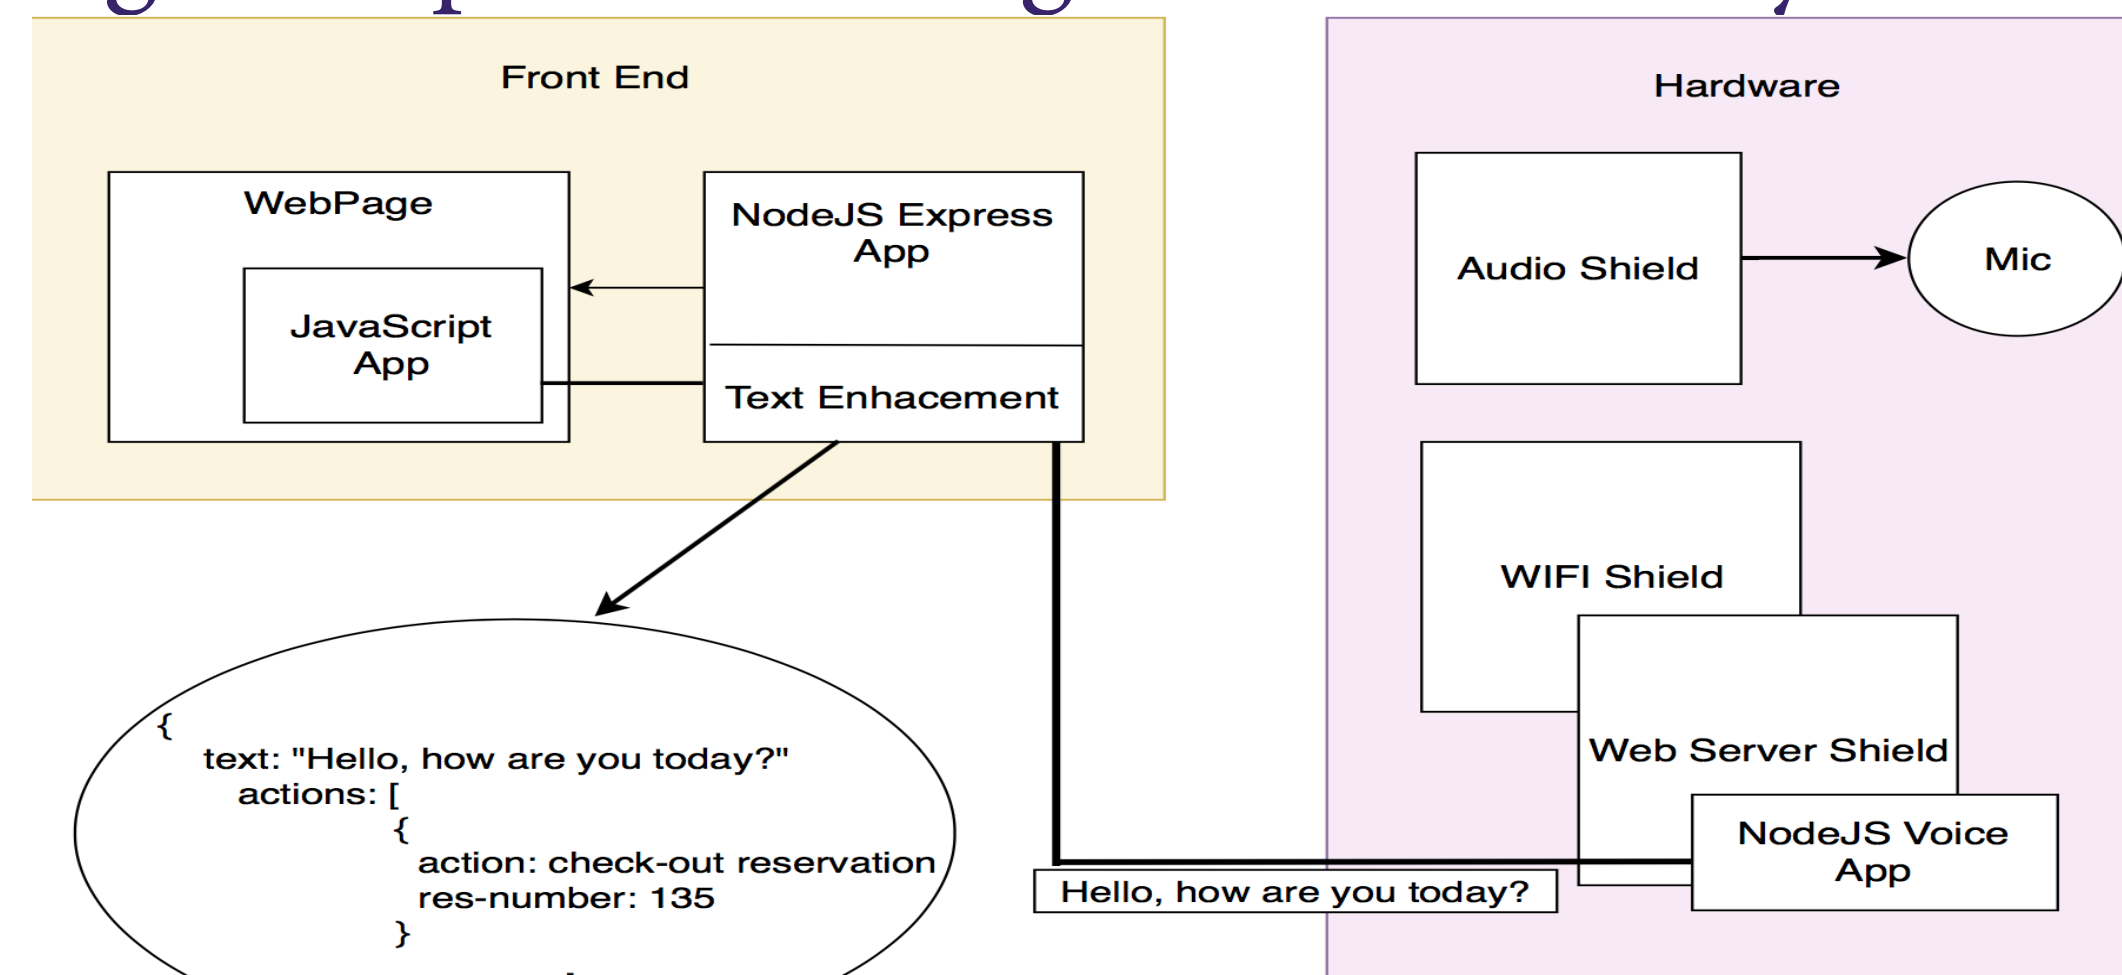 Front End
WebPage
JavaScript
App
NodeJS Express
App
Text Enhacement
Hardware
Audio Shield
Mic
WIFI Shield
Web Server Shield
NodeJS Voice
App
Hello, how are you today?
{
text: "Hello, how are you today?"
actions: [
{
action: check-out reservation
res-number: 135
}